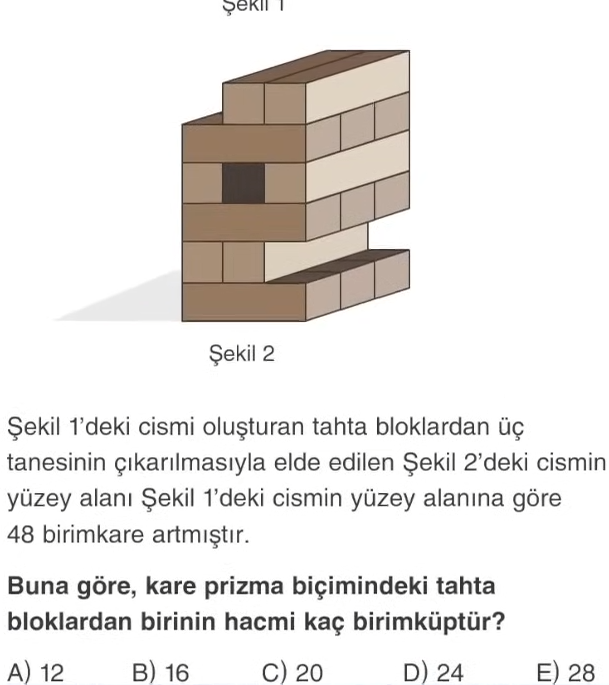 Şekil 1
Şekil 2
Şekil 1'deki cismi oluşturan tahta bloklardan üç
tanesinin çıkarılmasıyla elde edilen Şekil 2'deki cismin
yüzey alanı Şekil 1'deki cismin yüzey alanına göre
48 birimkare artmıştır.
Buna göre, kare prizma biçimindeki tahta
bloklardan birinin hacmi kaç birimküptür?
A) 12 B) 16 C) 20 D) 24 E) 28